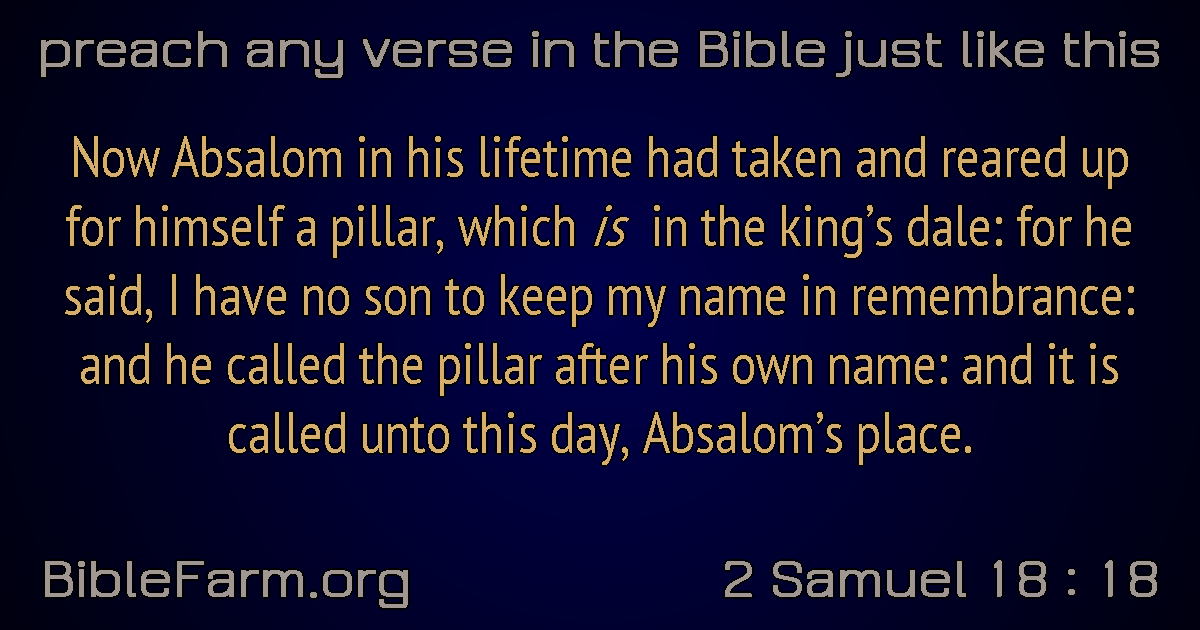 preach any verse in the Bible just like this
Now Absalom in his lifetime had taken and reared up
for himself a pillar, which is in the king’s dale: for he
said, I have no son to keep my name in remembrance:
and he called the pillar after his own name: and it is
called unto this day, Absalom’s place.
BibleFarm.org
2 Samuel 18 : 18